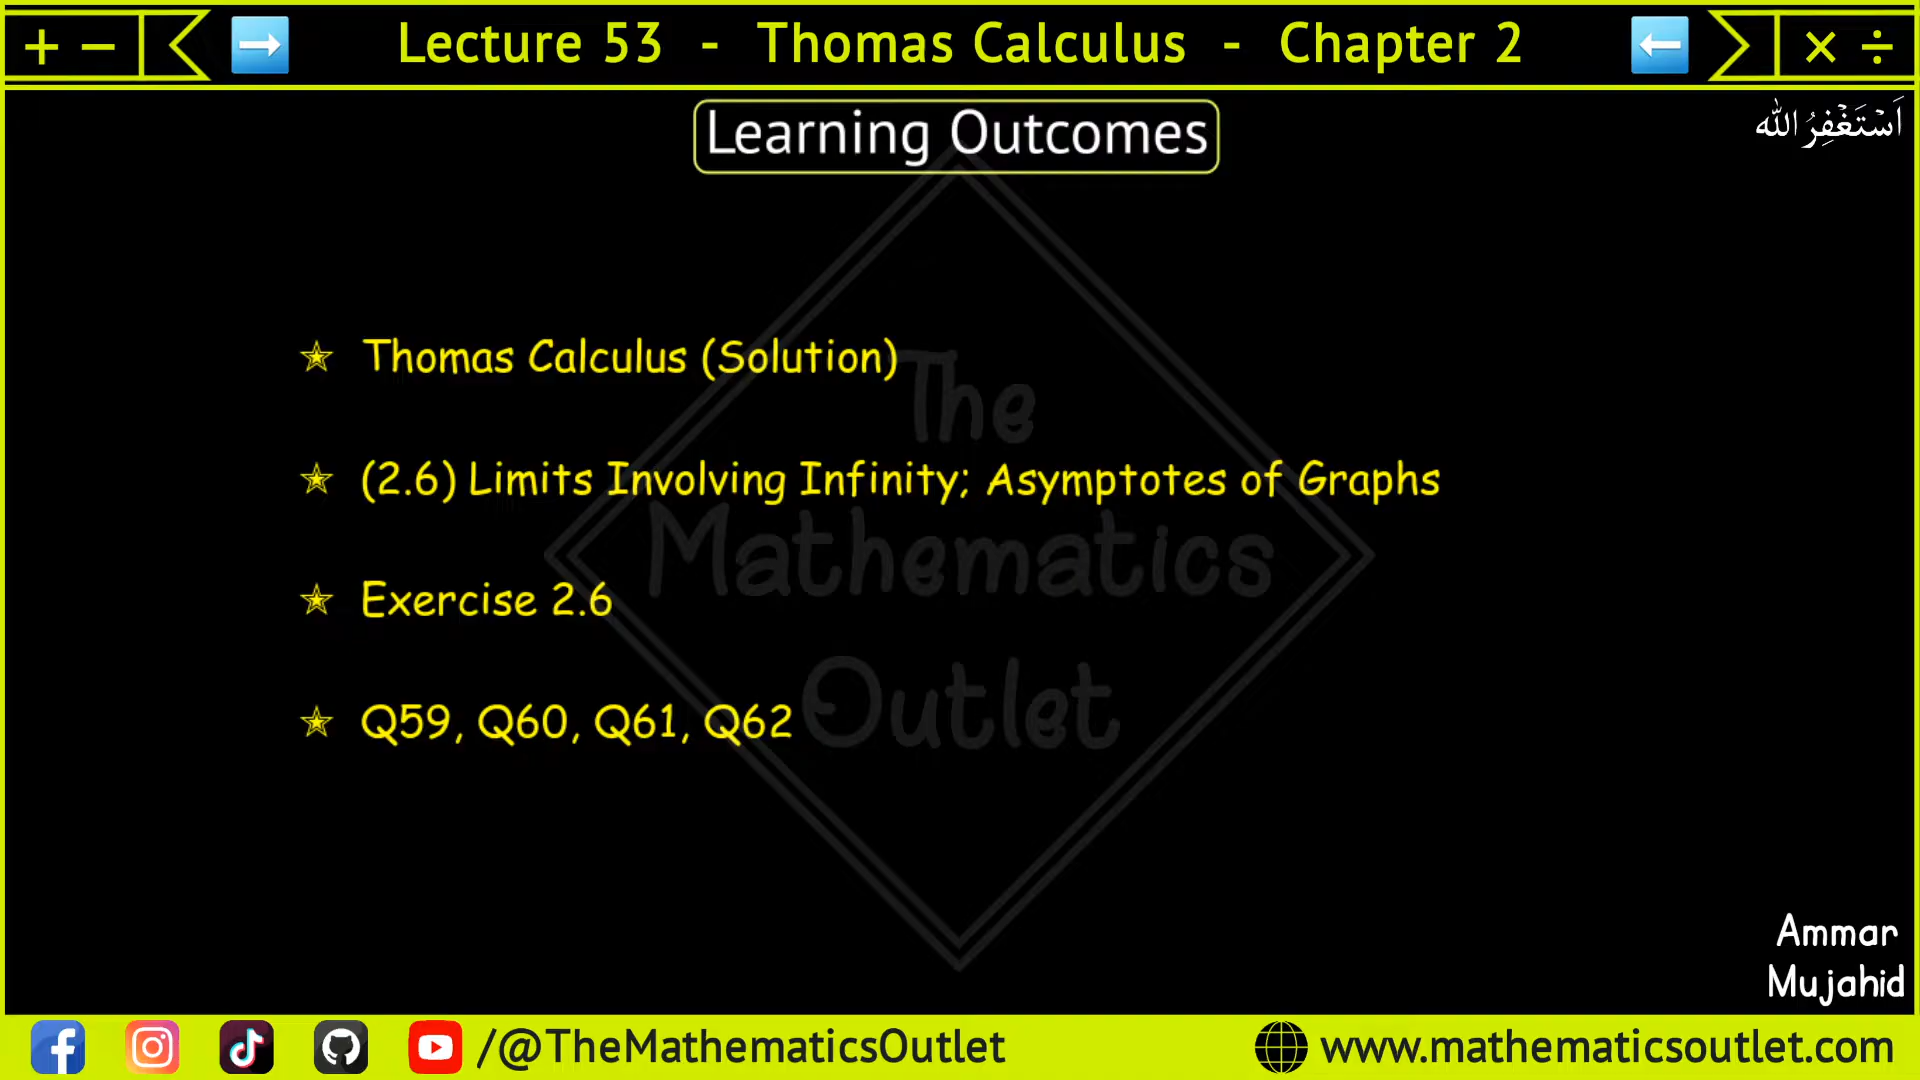 + − Lecture 53 - Thomas Calculus - Chapter 2 × ÷
Learning Outcomes
اَسْتَغْفِرُ اللّٰه
Thomas Calculus (Solution)
(2.6) Limits Involving Infinity; Asymptotes of Graphs
Exercise 2.6
Q59, Q60, Q61, Q62
The
Mathematics
Outlet
Ammar
Mujahid
/@TheMathematicsOutlet www.mathematicsoutlet.com